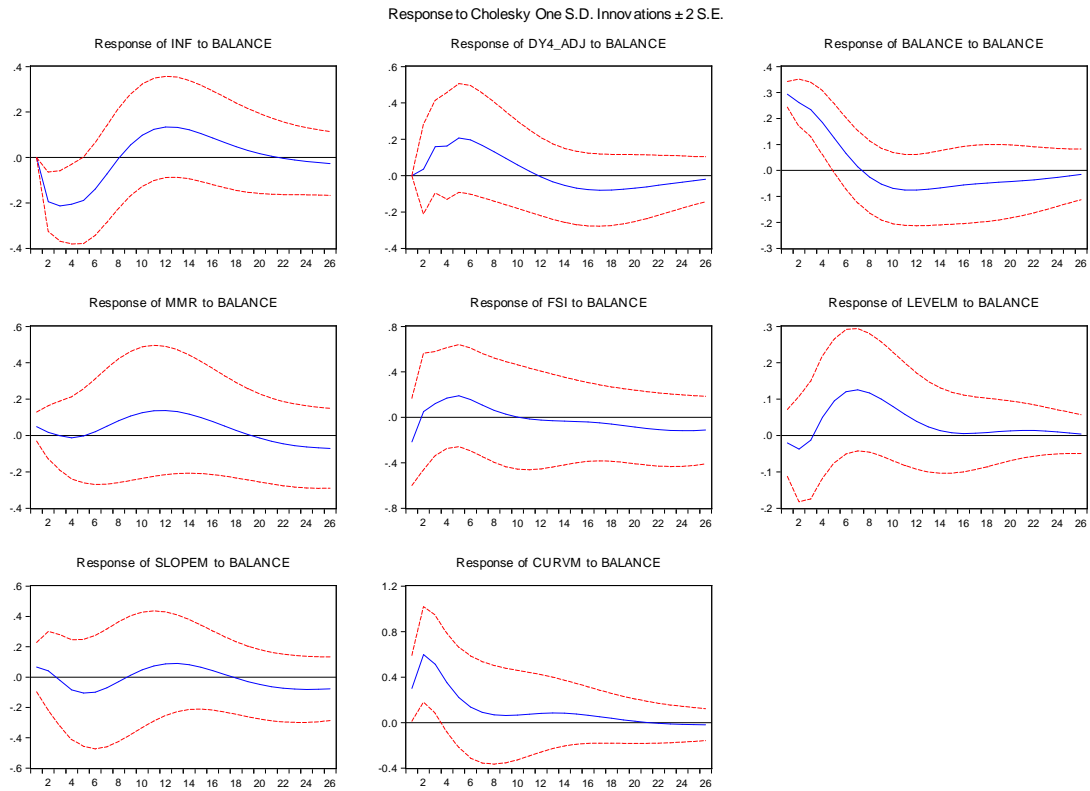 Response to Cholesky One S.D. Innovations ± 2 S.E.
Response of INF to BALANCE
.4
.2
.0
-.2
-.4
2 4 6 8 10 12 14 16 18 20 22 24 26
Response of DY4_ADJ to BALANCE
.6
.4
.2
.0
-.2
-.4
2 4 6 8 10 12 14 16 18 20 22 24 26
Response of BALANCE to BALANCE
.4
.3
.2
.1
.0
-.1
-.2
-.3
2 4 6 8 10 12 14 16 18 20 22 24 26
Response of MMR to BALANCE
.6
.4
.2
.0
-.2
-.4
2 4 6 8 10 12 14 16 18 20 22 24 26
Response of FSI to BALANCE
.8
.4
.0
-.4
-.8
2 4 6 8 10 12 14 16 18 20 22 24 26
Response of LEVELM to BALANCE
.3
.2
.1
.0
-.1
-.2
2 4 6 8 10 12 14 16 18 20 22 24 26
Response of SLOPEM to BALANCE
.6
.4
.2
.0
-.2
-.4
-.6
2 4 6 8 10 12 14 16 18 20 22 24 26
Response of CURVM to BALANCE
1.2
0.8
0.4
0.0
-0.4
2 4 6 8 10 12 14 16 18 20 22 24 26